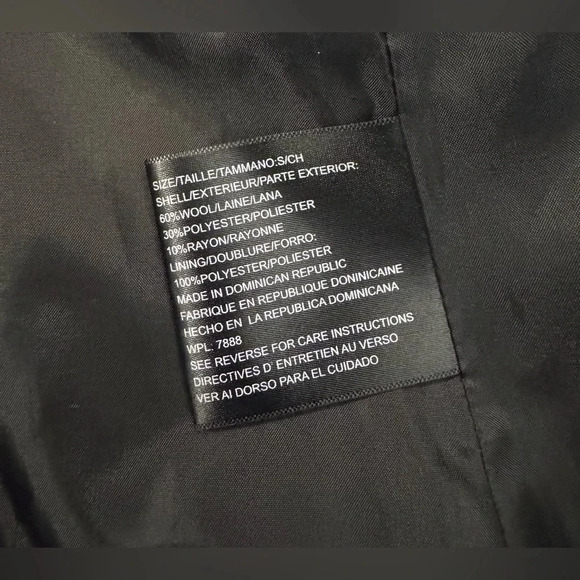 SIZE/TAILLE/TAMMANO:S/CH
SHELL/EXTERIEUR/PARTE EXTERIOR:
60%WOOL/LAINE/LANA
30%POLYESTER/POLIESTER
10%RAYON/RAYONNE
LINING/DOUBLURE/FORRO:
100%POLYESTER/POLIESTER
MADE IN DOMINICAN REPUBLIC
FABRIQUE EN REPUBLIQUE DONINICAINE
HECHO EN LA REPUBLICA DOMINICANA
WPL: 7888
SEE REVERSE FOR CARE INSTRUCTIONS
DIRECTIVES D' ENTRETIEN AU VERSO
VER AI DORSO PARA EL CUIDADO